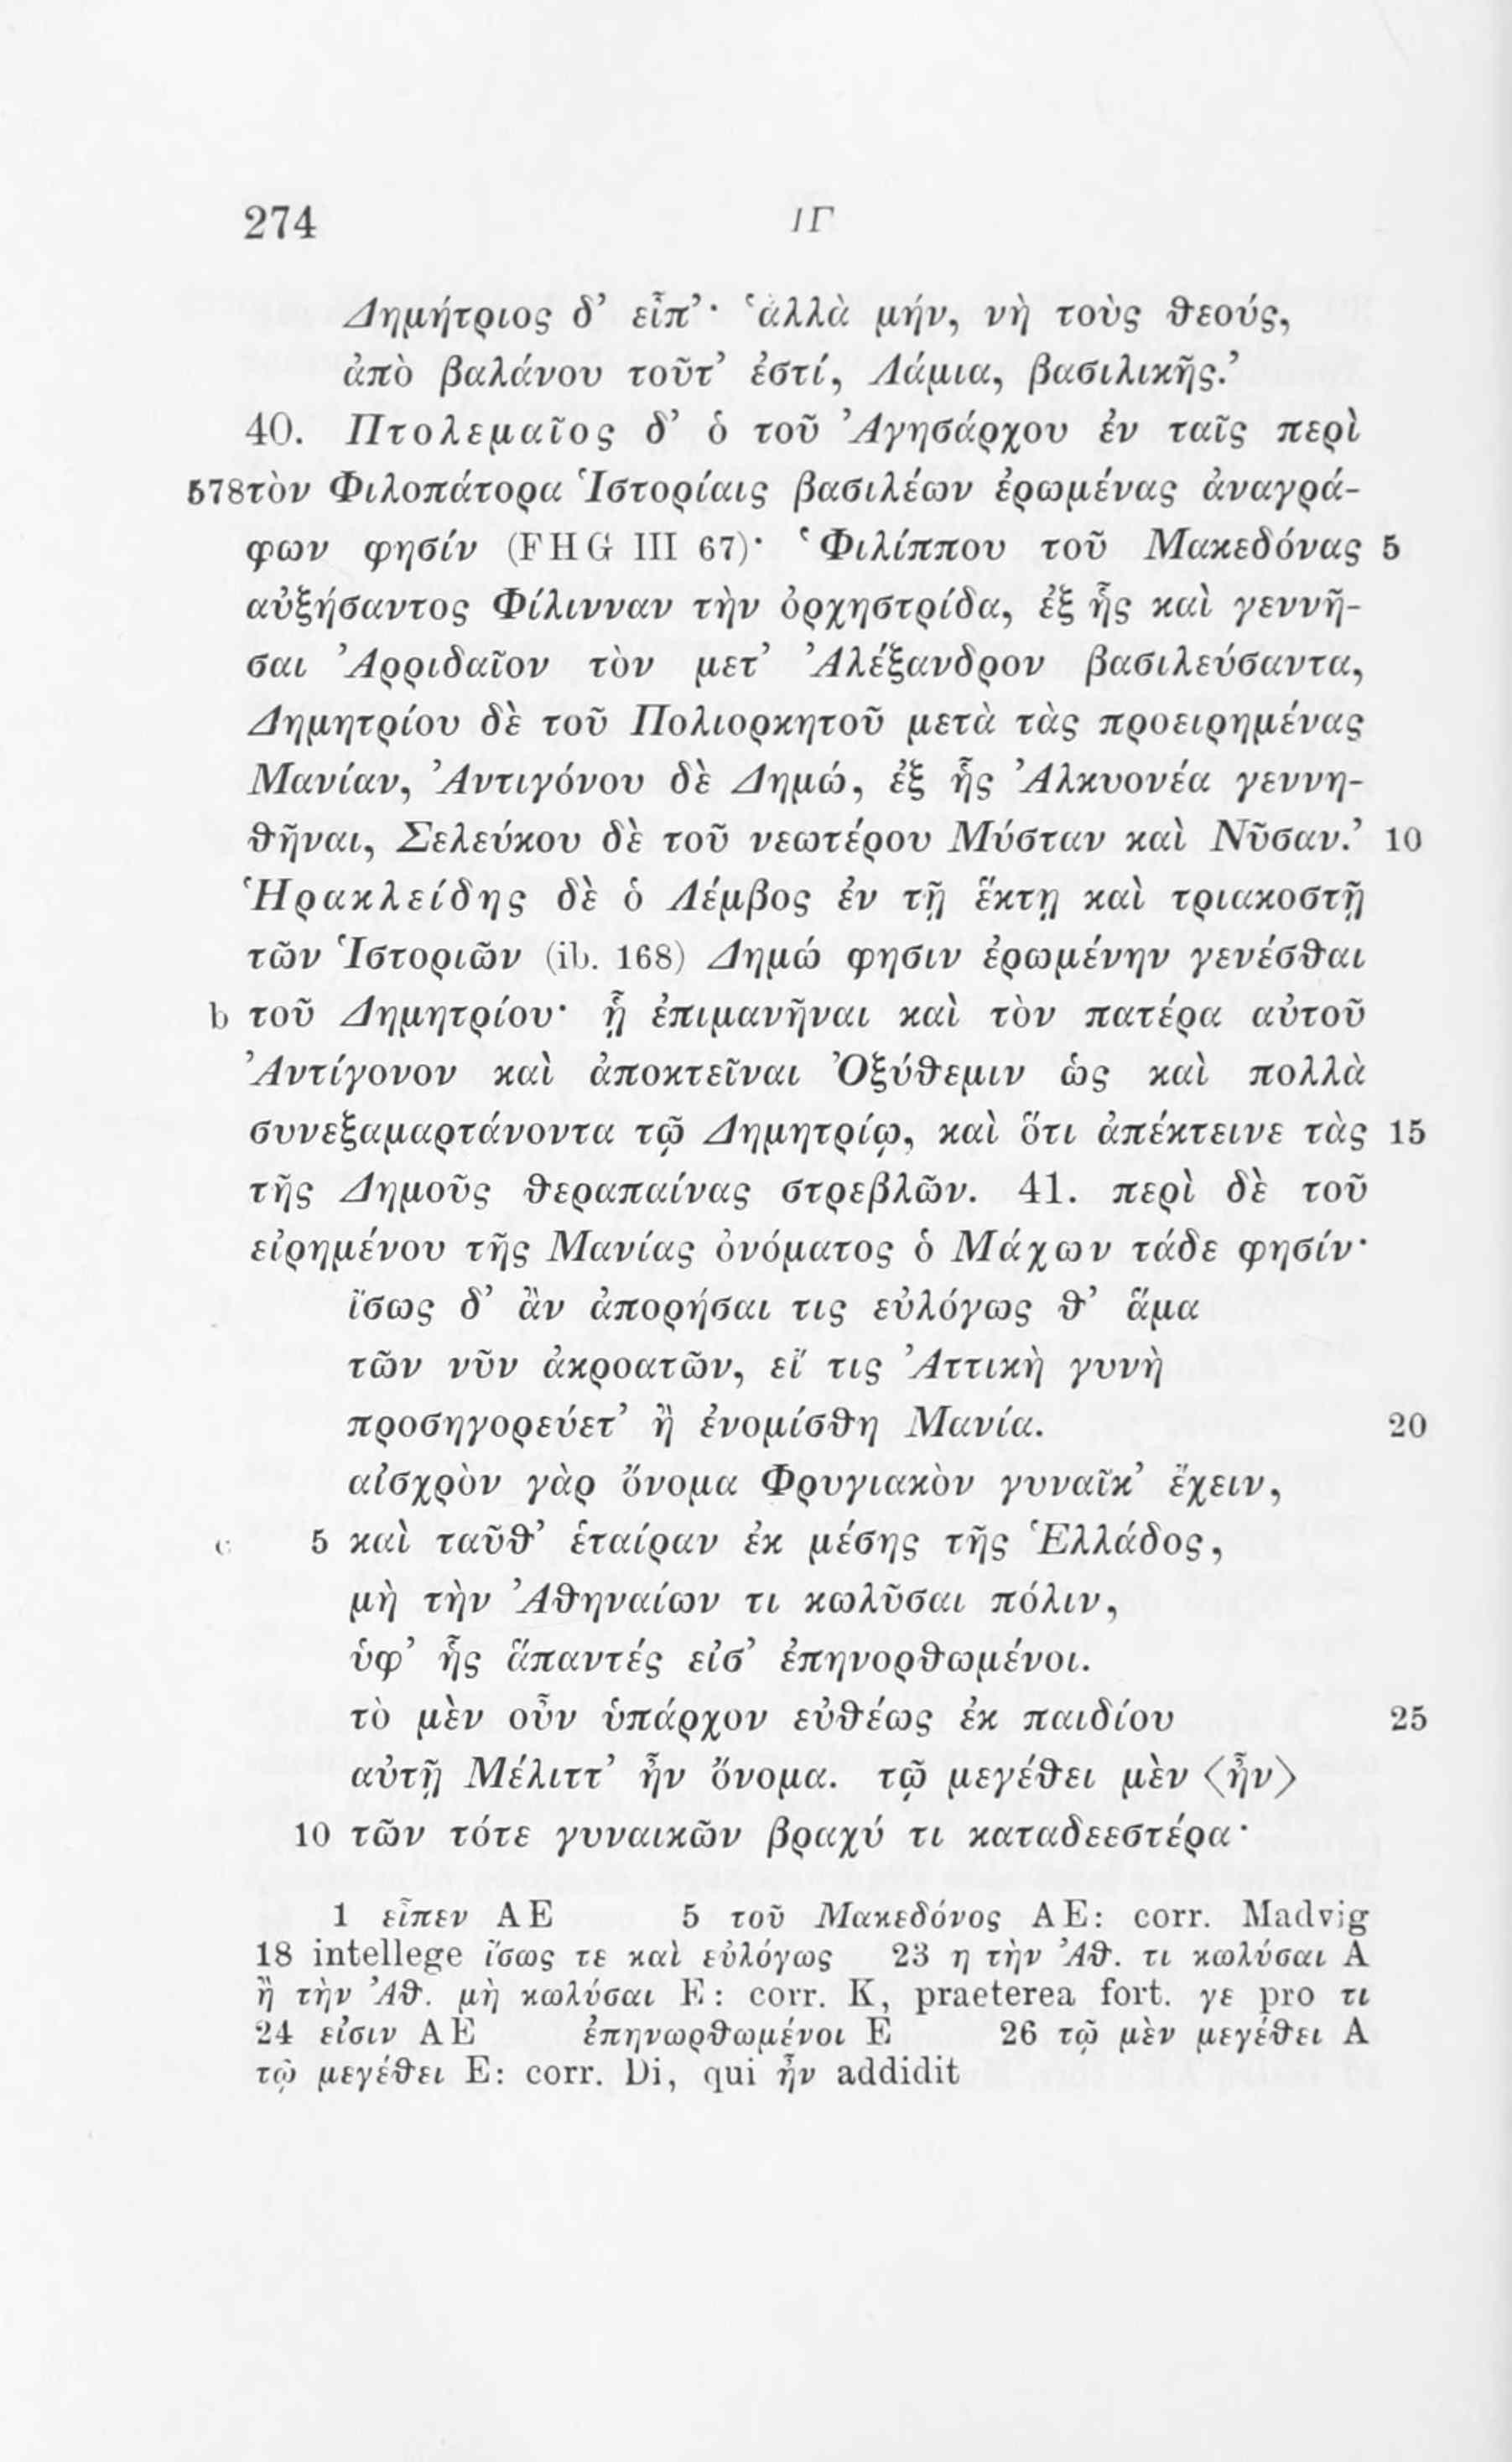 274 ΙΓ
Δημήτριος δ’ εἶπ’· ‘ἀλλὰ μήν, νὴ τοὺς θεούς,
ἀπὸ βαλάνου τοῦτ’ ἐστί, Λάμια, βασιλικῆς.’
40. Πτολεμαῖος δ’ ὁ τοῦ Ἀγησάρχου ἐν ταῖς περὶ
578 τὸν Φιλοπάτορα Ἱστορίαις βασιλέων ἐρωμένας ἀναγρά-
φων φησίν (FHG III 67)· ‘Φιλίππου τοῦ Μακεδόνας 5
αὐξήσαντος Φίλινναν τὴν ὀρχηστρίδα, ἐξ ἧς καὶ γεννῆ-
σαι Ἀρριδαῖον τὸν μετ’ Ἀλέξανδρον βασιλεύσαντα,
Δημητρίου δὲ τοῦ Πολιορκητοῦ μετὰ τὰς προειρημένας
Μανίαν, Ἀντιγόνου δὲ Δημώ, ἐξ ἧς Ἀλκυονέα γεννη-
θῆναι, Σελεύκου δὲ τοῦ νεωτέρου Μύσταν καὶ Νῦσαν.’ 10
Ἡρακλείδης δὲ ὁ Λέμβος ἐν τῇ ἕκτῃ καὶ τριακοστῇ
τῶν Ἱστοριῶν (ib. 168) Δημώ φησιν ἐρωμένην γενέσθαι
b τοῦ Δημητρίου· ᾗ ἐπιμανῆναι καὶ τὸν πατέρα αὐτοῦ
Ἀντίγονον καὶ ἀποκτεῖναι Ὀξύθεμιν ὡς καὶ πολλὰ
συνεξαμαρτάνοντα τῷ Δημητρίῳ, καὶ ὅτι ἀπέκτεινε τὰς 15
τῆς Δημοῦς θεραπαίνας στρεβλῶν. 41. περὶ δὲ τοῦ
εἰρημένου τῆς Μανίας ὀνόματος ὁ Μάχων τάδε φησίν·
ἴσως δ’ ἂν ἀπορήσαι τις εὐλόγως θ’ ἅμα
τῶν νῦν ἀκροατῶν, εἴ τις Ἀττικὴ γυνὴ
προσηγορεύετ’ ἢ ἐνομίσθη Μανία. 20
αἰσχρὸν γὰρ ὄνομα Φρυγιακὸν γυναῖκ’ ἔχειν,
c 5 καὶ ταῦθ’ ἑταίραν ἐκ μέσης τῆς Ἑλλάδος,
μὴ τὴν Ἀθηναίων τι κωλῦσαι πόλιν,
ὑφ’ ἧς ἅπαντές εἰσ’ ἐπηνορθωμένοι.
τὸ μὲν οὖν ὑπάρχον εὐθέως ἐκ παιδίου 25
αὐτῇ Μέλιττ’ ἦν ὄνομα. τῷ μεγέθει μὲν <ἦν>
10 τῶν τότε γυναικῶν βραχύ τι καταδεεστέρα·
1 εἶπεν AE 5 τοῦ Μακεδόνος AE: corr. Madvig
18 intellege ἴσως τε καὶ εὐλόγως 23 η τὴν Ἀθ. τι κωλύσαι A
ἢ τὴν Ἀθ. μὴ κωλύσαι E: corr. K, praeterea fort. γε pro τι
24 εἰσιν AE ἐπηνωρθωμένοι E 26 τῷ μὲν μεγέθει A
τῷ μεγέθει E: corr. Di, qui ἦν addidit